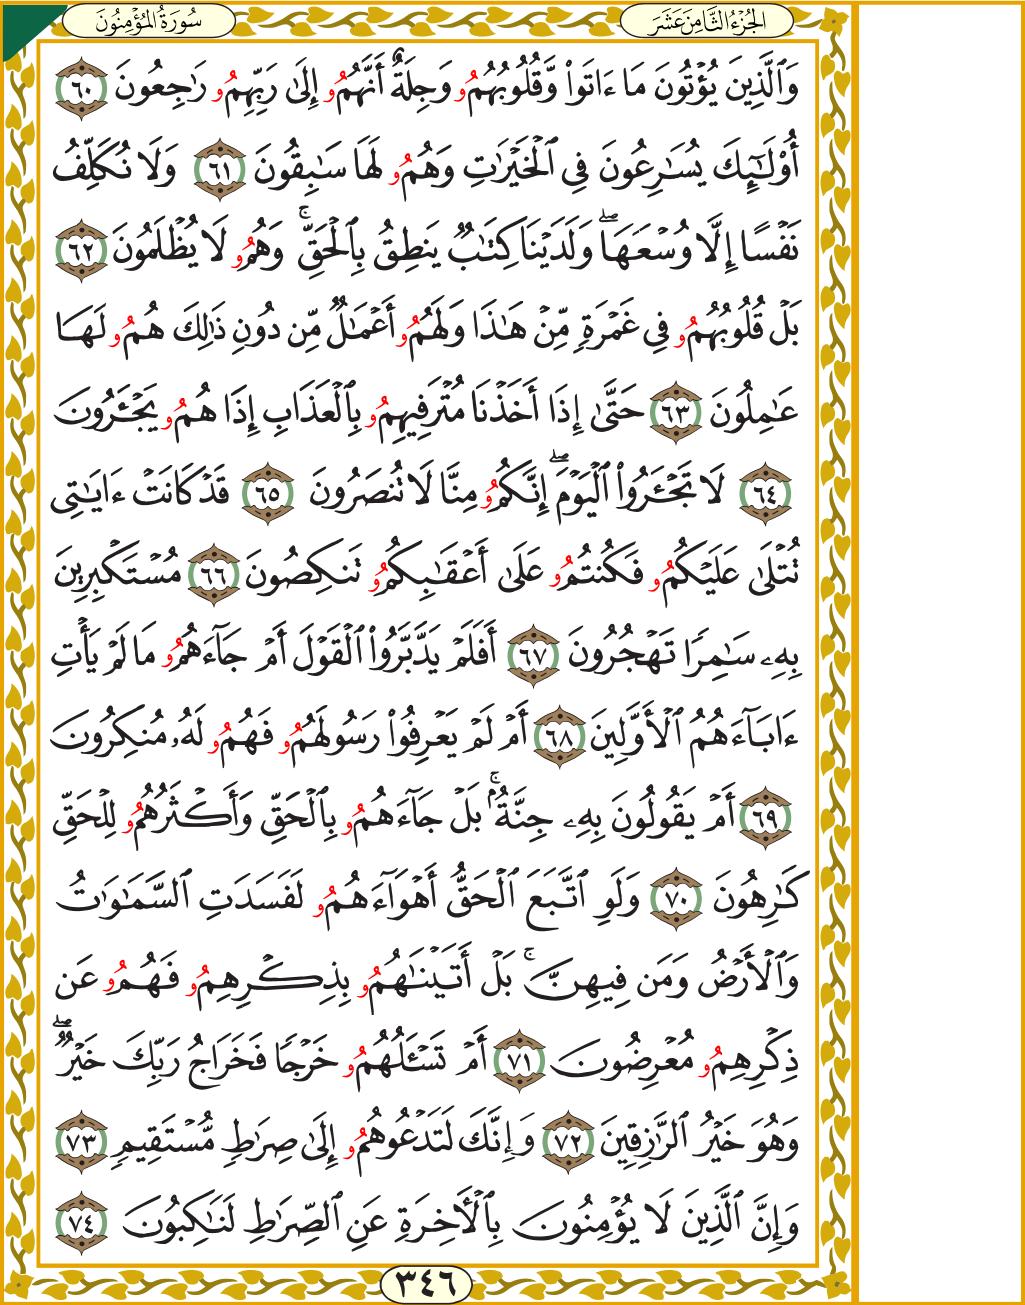 سُورَةُ المُؤْمِنُونَ
الجُزْءُ الثَّامِنَ عَشَرَ
وَٱلَّذِينَ يُؤْتُونَ مَا ءَاتَوا۟ وَّقُلُوبُهُمُۥ وَجِلَةٌ أَنَّهُمُۥ إِلَىٰ رَبِّهِمُۥ رَٰجِعُونَ ٦٠
أُو۟لَٰٓئِكَ يُسَٰرِعُونَ فِي ٱلْخَيْرَٰتِ وَهُمُۥ لَهَا سَٰبِقُونَ ٦١ وَلَا نُكَلِّفُ
نَفْسًا إِلَّا وُسْعَهَاۖ وَلَدَيْنَا كِتَٰبٌ يَنطِقُ بِٱلْحَقِّۚ وَهُمُۥ لَا يُظْلَمُونَ ٦٢
بَلْ قُلُوبُهُمُۥ فِي غَمْرَةٍ مِّنْ هَٰذَا وَلَهُمُۥ أَعْمَٰلٌ مِّن دُونِ ذَٰلِكَ هُمُۥ لَهَا
عَٰمِلُونَ ٦٣ حَتَّىٰ إِذَا أَخَذْنَا مُتْرَفِيهِمُۥ بِٱلْعَذَابِ إِذَا هُمُۥ يَجْـَٔرُونَ
٦٤ لَا تَجْـَٔرُوا۟ ٱلْيَوْمَۖ إِنَّكُمُۥ مِنَّا لَا تُنصَرُونَ ٦٥ قَدْ كَانَتْ ءَايَٰتِي
تُتْلَىٰ عَلَيْكُمُۥ فَكُنتُمُۥ عَلَىٰ أَعْقَٰبِكُمُۥ تَنكِصُونَ ٦٦ مُسْتَكْبِرِينَ
بِهِۦ سَٰمِرًا تَهْجُرُونَ ٦٧ أَفَلَمْ يَدَّبَّرُوا۟ ٱلْقَوْلَ أَمْ جَآءَهُمُۥ مَا لَمْ يَأْتِ
ءَابَآءَهُمُ ٱلْأَوَّلِينَ ٦٨ أَمْ لَمْ يَعْرِفُوا۟ رَسُولَهُمُۥ فَهُمُۥ لَهُۥ مُنكِرُونَ
٦٩ أَمْ يَقُولُونَ بِهِۦ جِنَّةٌۢۚ بَلْ جَآءَهُمُۥ بِٱلْحَقِّ وَأَكْثَرُهُمُۥ لِلْحَقِّ
كَٰرِهُونَ ٧٠ وَلَوِ ٱتَّبَعَ ٱلْحَقُّ أَهْوَآءَهُمُۥ لَفَسَدَتِ ٱلسَّمَٰوَٰتُ
وَٱلْأَرْضُ وَمَن فِيهِنَّۚ بَلْ أَتَيْنَٰهُمُۥ بِذِكْرِهِمُۥ فَهُمُۥ عَن
ذِكْرِهِمُۥ مُعْرِضُونَ ٧١ أَمْ تَسْـَٔلُهُمُۥ خَرْجًا فَخَرَاجُ رَبِّكَ خَيْرٌۖ
وَهُوَ خَيْرُ ٱلرَّٰزِقِينَ ٧٢ وَإِنَّكَ لَتَدْعُوهُمُۥ إِلَىٰ صِرَٰطٍ مُّسْتَقِيمٍ ٧٣
وَإِنَّ ٱلَّذِينَ لَا يُؤْمِنُونَ بِٱلْأَخِرَةِ عَنِ ٱلصِّرَٰطِ لَنَٰكِبُونَ ٧٤
٣٤٦